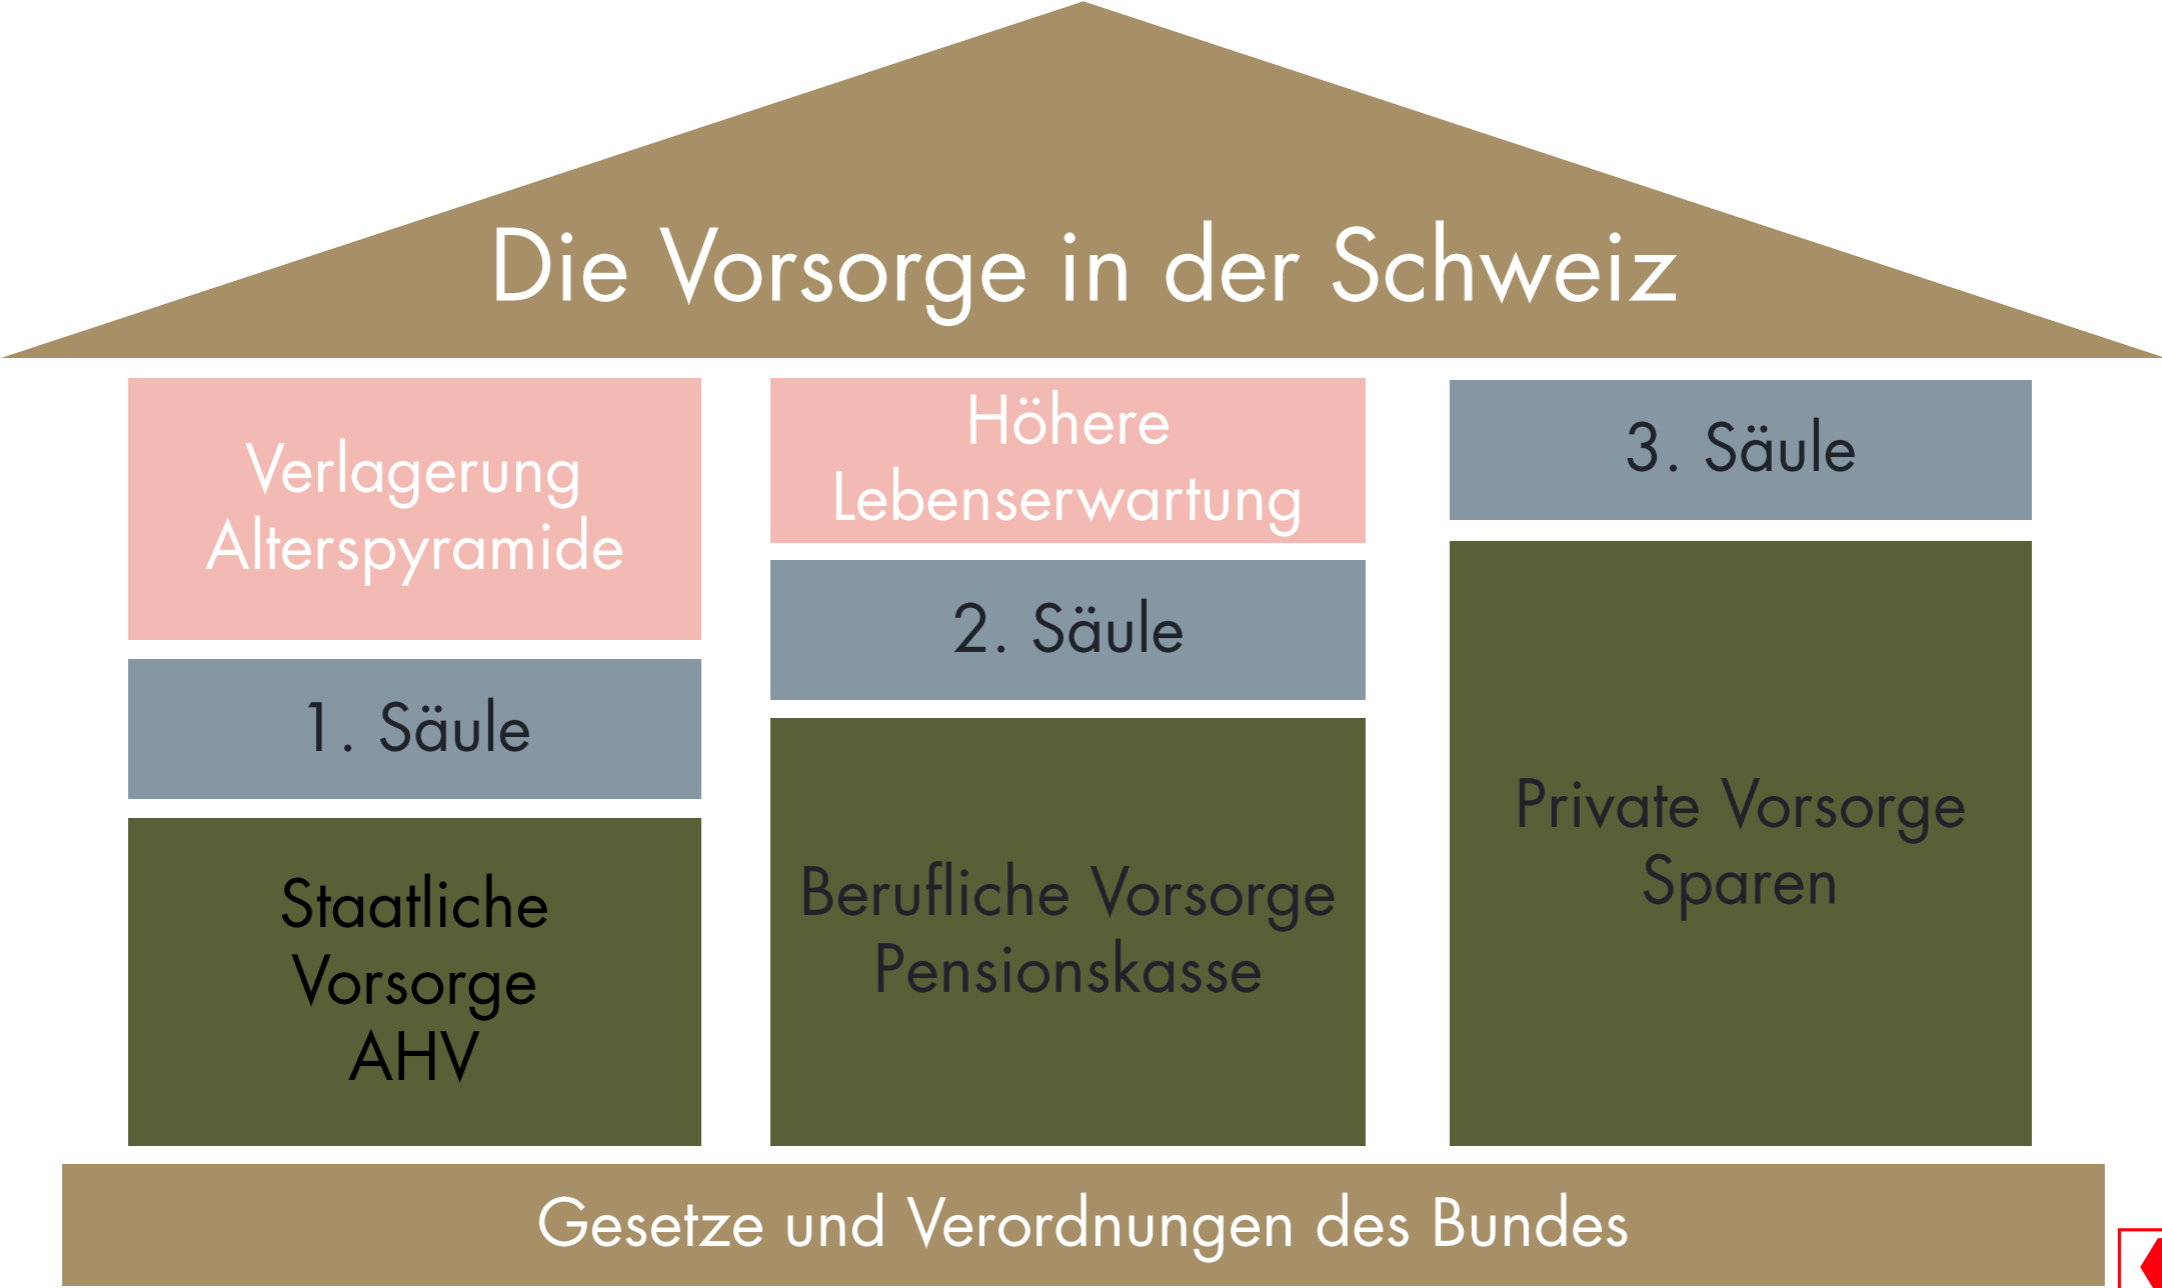 Die Vorsorge in der Schweiz
Verlagerung
Alterspyramide
1. Säule
Staatliche
Vorsorge
AHV
Höhere
Lebenserwartung
2. Säule
Berufliche Vorsorge
Pensionskasse
3. Säule
Private Vorsorge
Sparen
Gesetze und Verordnungen des Bundes